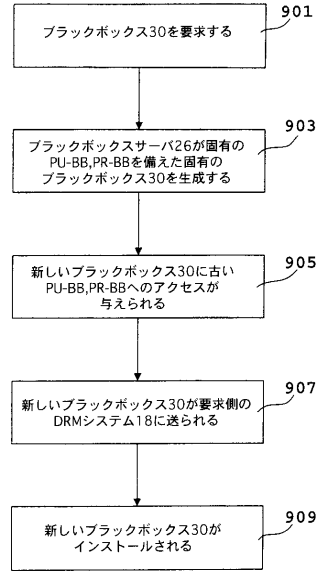 901
ブラックボックス30を要求する
903
ブラックボックスサーバ26が固有の
PU-BB,PR-BBを備えた固有の
ブラックボックス30を生成する
905
新しいブラックボックス30に古い
PU-BB,PR-BBへのアクセスが
与えられる
907
新しいブラックボックス30が要求側の
DRMシステム18に送られる
909
新しいブラックボックス30が
インストールされる